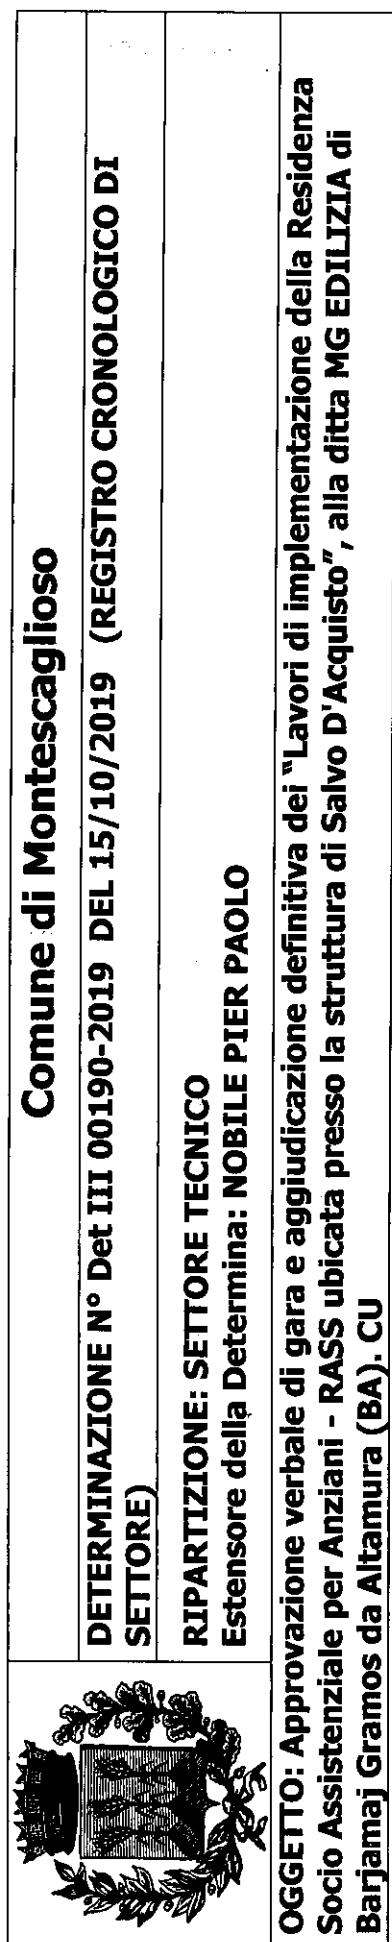 Comune di Montescaglioso
DETERMINAZIONE N° Det III 00190-2019 DEL 15/10/2019 (REGISTRO CRONOLOGICO DI
SETTORE)
RIPARTIZIONE: SETTORE TECNICO
Estensore della Determina: NOBILE PIER PAOLO
OGGETTO: Approvazione verbale di gara e aggiudicazione definitiva dei "Lavori di implementazione della Residenza
Socio Assistenziale per Anziani - RASS ubicata presso la struttura di Salvo D'Acquisto", alla ditta MG EDILIZIA di
Barjamaj Gramos da Altamura (BA). CU